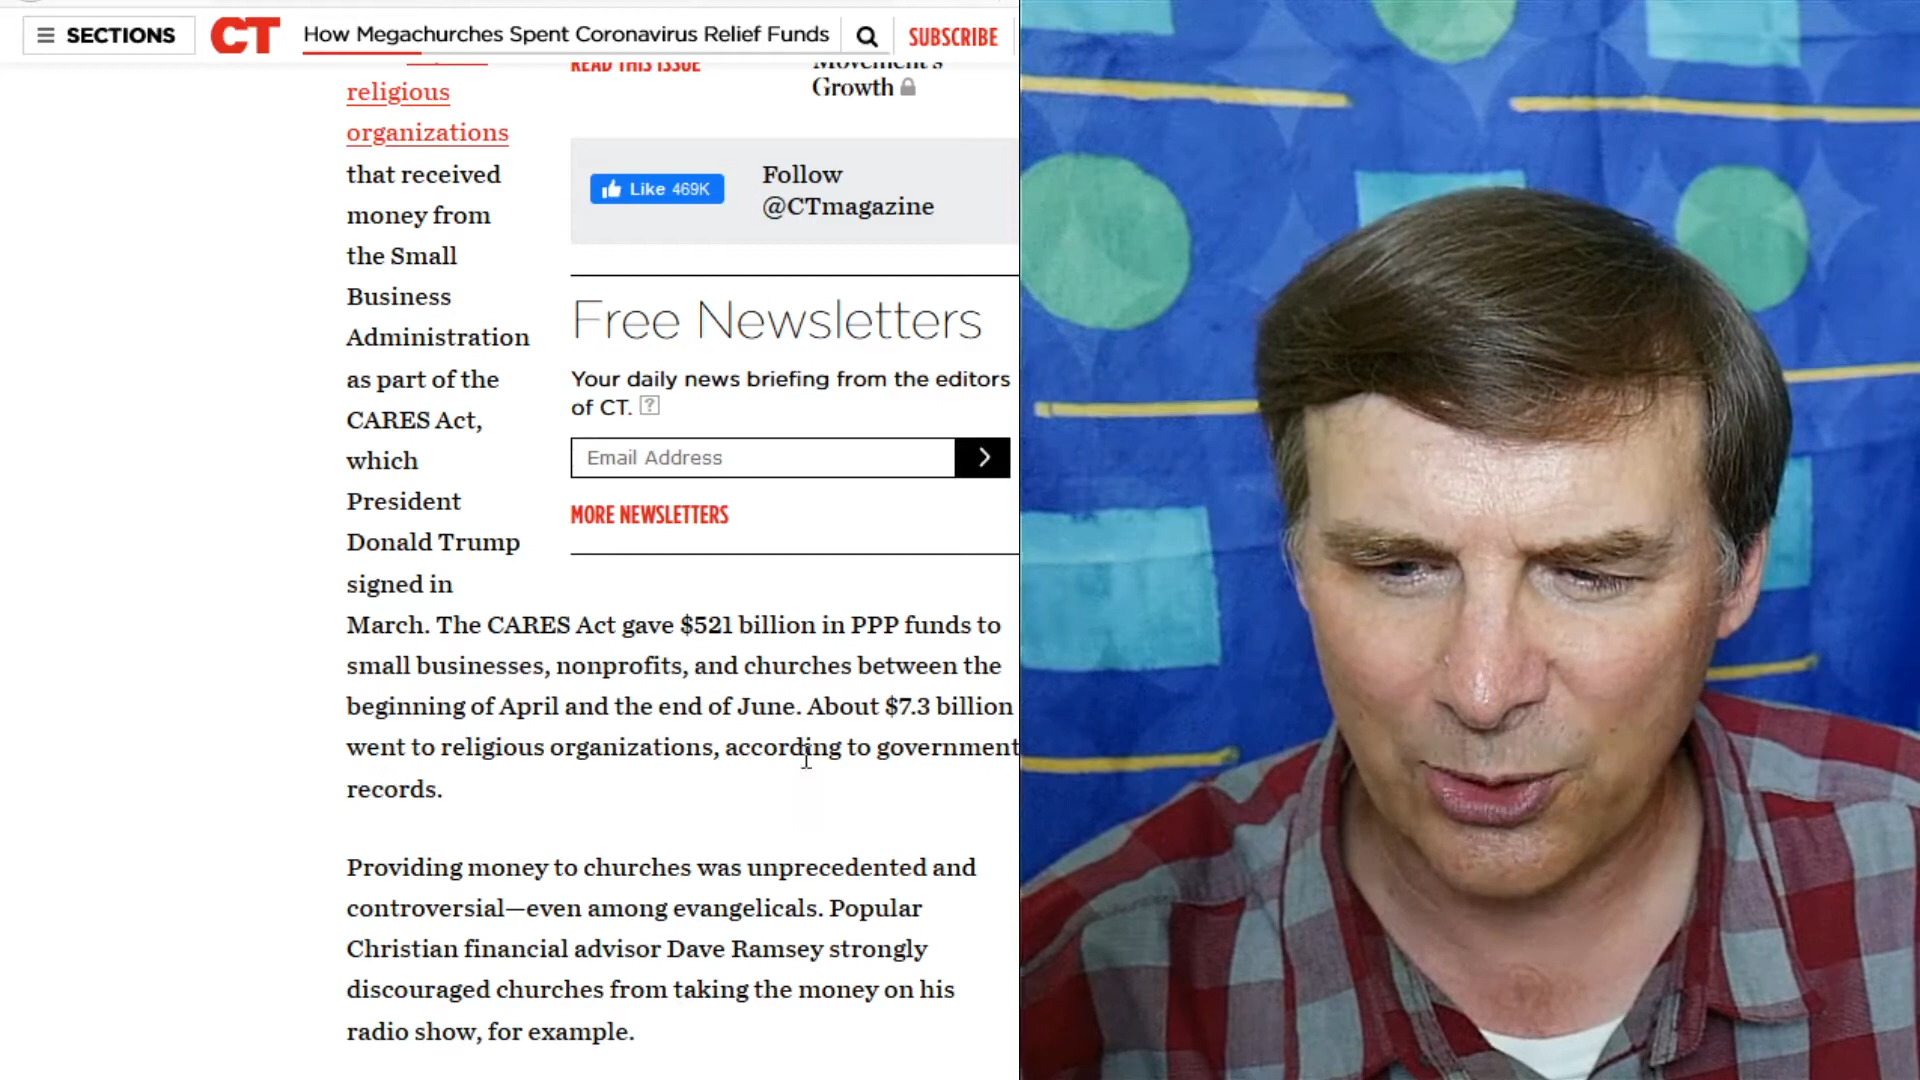 SECTIONS
CT
How Megachurches Spent Coronavirus Relief Funds
SUBSCRIBE
religious
organizations
that received
money from
the Small
Business
Administration
as part of the
CARES Act,
which
President
Donald Trump
signed in
March. The CARES Act gave $521 billion in PPP funds to
small businesses, nonprofits, and churches between the
beginning of April and the end of June. About $7.3 billion
went to religious organizations, according to government
records.
Providing money to churches was unprecedented and
controversial—even among evangelicals. Popular
Christian financial advisor Dave Ramsey strongly
discouraged churches from taking the money on his
radio show, for example.
READ THIS ISSUE
Movement's
Growth
Like 469K
Follow
@CTmagazine
Free Newsletters
Your daily news briefing from the editors
of CT. ?
Email Address
MORE NEWSLETTERS